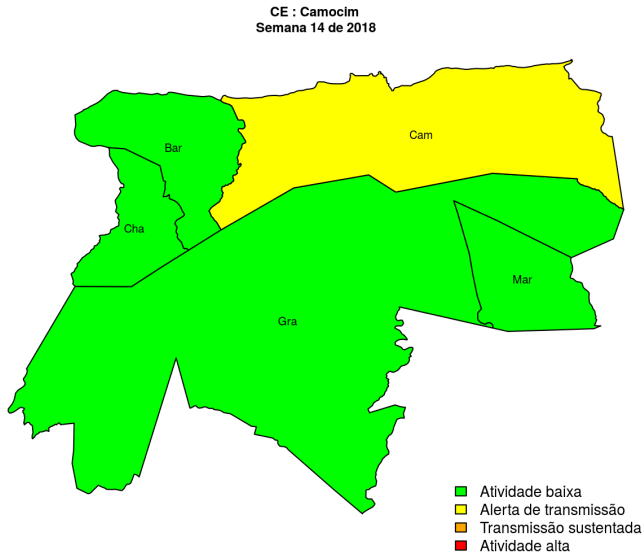 CE : Camocim
Semana 14 de 2018
Cam
Bar
Cha
Mar
Gra
Atividade baixa
Alerta de transmissão
Transmissão sustentada
Atividade alta